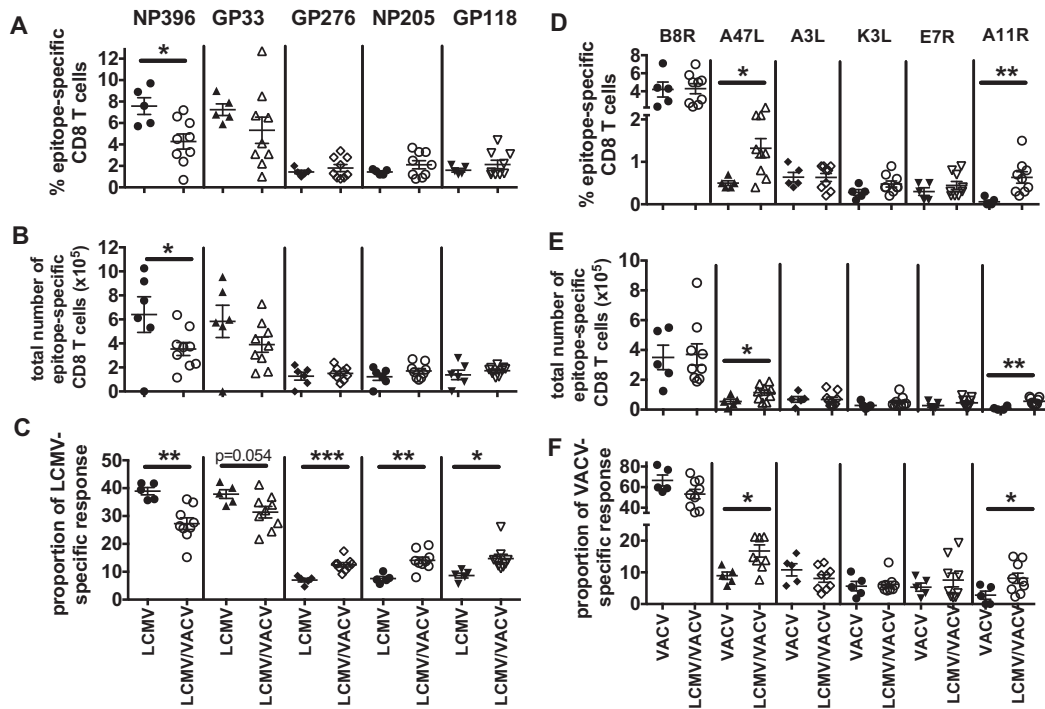 A
NP396 GP33 GP276 NP205 GP118
% epitope-specific
CD8 T cells
12
10
8
6
4
2
0
*
B
total number of
epitope-specific
CD8 T cells (x10⁵)
12
10
8
6
4
2
0
*
C
proportion of LCMV-
specific response
50
40
30
20
10
0
** p=0.054 *** ** *
LCMV LCMV/VACV LCMV LCMV/VACV LCMV LCMV/VACV LCMV LCMV/VACV LCMV LCMV/VACV
D
B8R A47L A3L K3L E7R A11R
% epitope-specific
CD8 T cells
8
6
4
2
1
0
* **
E
total number of
epitope-specific
CD8 T cells (x10⁵)
10
8
6
4
2
0
* **
F
proportion of VACV-
specific response
80
60
40
20
10
0
* *
VACV LCMV/VACV VACV LCMV/VACV VACV LCMV/VACV VACV LCMV/VACV VACV LCMV/VACV VACV LCMV/VACV